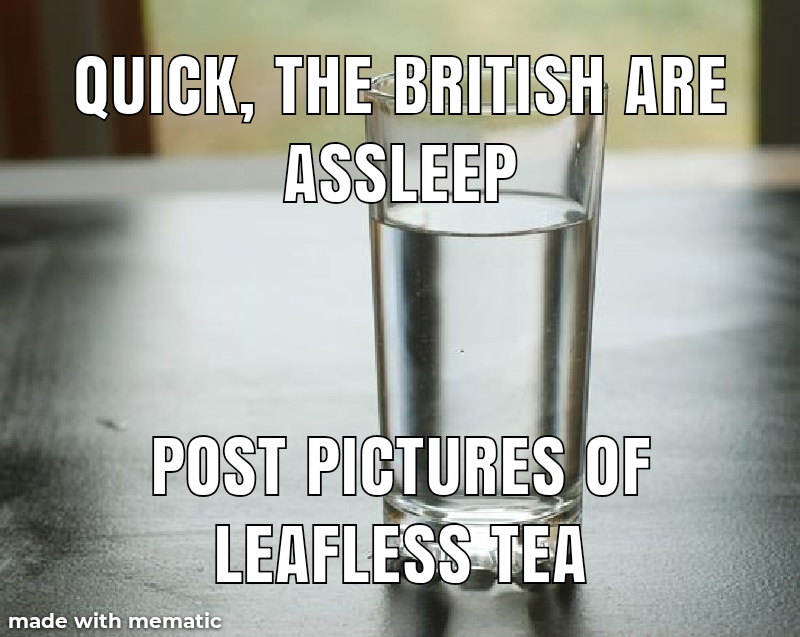 QUICK, THE BRITISH ARE
ASSLEEP
POST PICTURES OF
LEAFLESS TEA
made with mematic